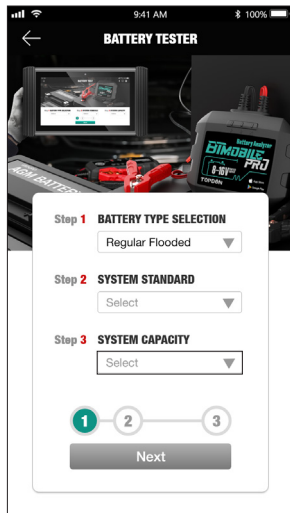 9:41 AM
100%
BATTERY TESTER
Battery Analyzer
BTMOBILE
PRO
8-16V
TOPDON
AGM BATTERY
Step 1 BATTERY TYPE SELECTION
Regular Flooded
Step 2 SYSTEM STANDARD
Select
Step 3 SYSTEM CAPACITY
Select
1 2 3
Next